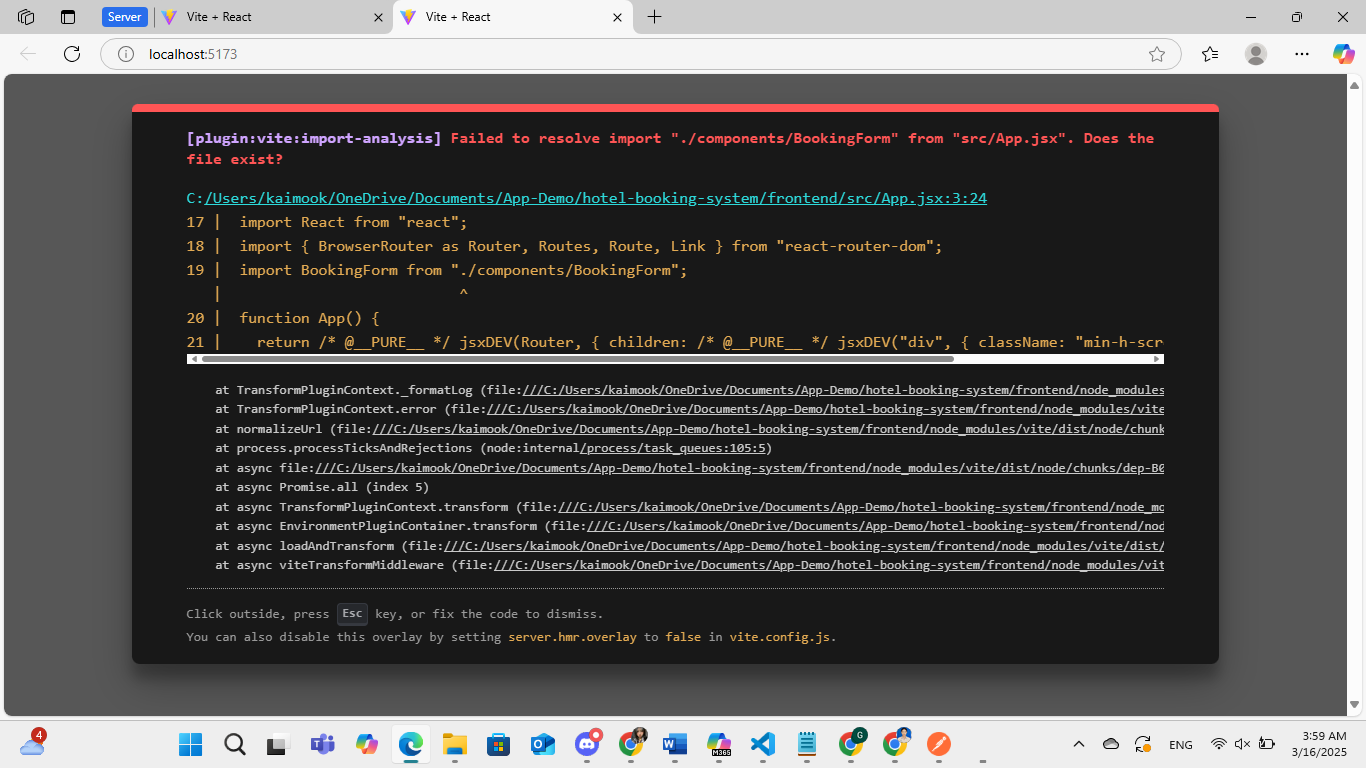 Server
Vite + React
Vite + React
localhost:5173
[plugin:vite:import-analysis] Failed to resolve import "./components/BookingForm" from "src/App.jsx". Does the
file exist?
C:/Users/kaimook/OneDrive/Documents/App-Demo/hotel-booking-system/frontend/src/App.jsx:3:24
17 |  import React from "react";
18 |  import { BrowserRouter as Router, Routes, Route, Link } from "react-router-dom";
19 |  import BookingForm from "./components/BookingForm";
   |                           ^
20 |  function App() {
21 |    return /* @__PURE__ */ jsxDEV(Router, { children: /* @__PURE__ */ jsxDEV("div", { className: "min-h-scr
at TransformPluginContext._formatLog (file:///C:/Users/kaimook/OneDrive/Documents/App-Demo/hotel-booking-system/frontend/node_modules
at TransformPluginContext.error (file:///C:/Users/kaimook/OneDrive/Documents/App-Demo/hotel-booking-system/frontend/node_modules/vite
at normalizeUrl (file:///C:/Users/kaimook/OneDrive/Documents/App-Demo/hotel-booking-system/frontend/node_modules/vite/dist/node/chunk
at process.processTicksAndRejections (node:internal/process/task_queues:105:5)
at async file:///C:/Users/kaimook/OneDrive/Documents/App-Demo/hotel-booking-system/frontend/node_modules/vite/dist/node/chunks/dep-B0
at async Promise.all (index 5)
at async TransformPluginContext.transform (file:///C:/Users/kaimook/OneDrive/Documents/App-Demo/hotel-booking-system/frontend/node_mo
at async EnvironmentPluginContainer.transform (file:///C:/Users/kaimook/OneDrive/Documents/App-Demo/hotel-booking-system/frontend/nod
at async loadAndTransform (file:///C:/Users/kaimook/OneDrive/Documents/App-Demo/hotel-booking-system/frontend/node_modules/vite/dist/
at async viteTransformMiddleware (file:///C:/Users/kaimook/OneDrive/Documents/App-Demo/hotel-booking-system/frontend/node_modules/vit
Click outside, press Esc key, or fix the code to dismiss.
You can also disable this overlay by setting server.hmr.overlay to false in vite.config.js.
4
M365
G
ENG
3:59 AM
3/16/2025